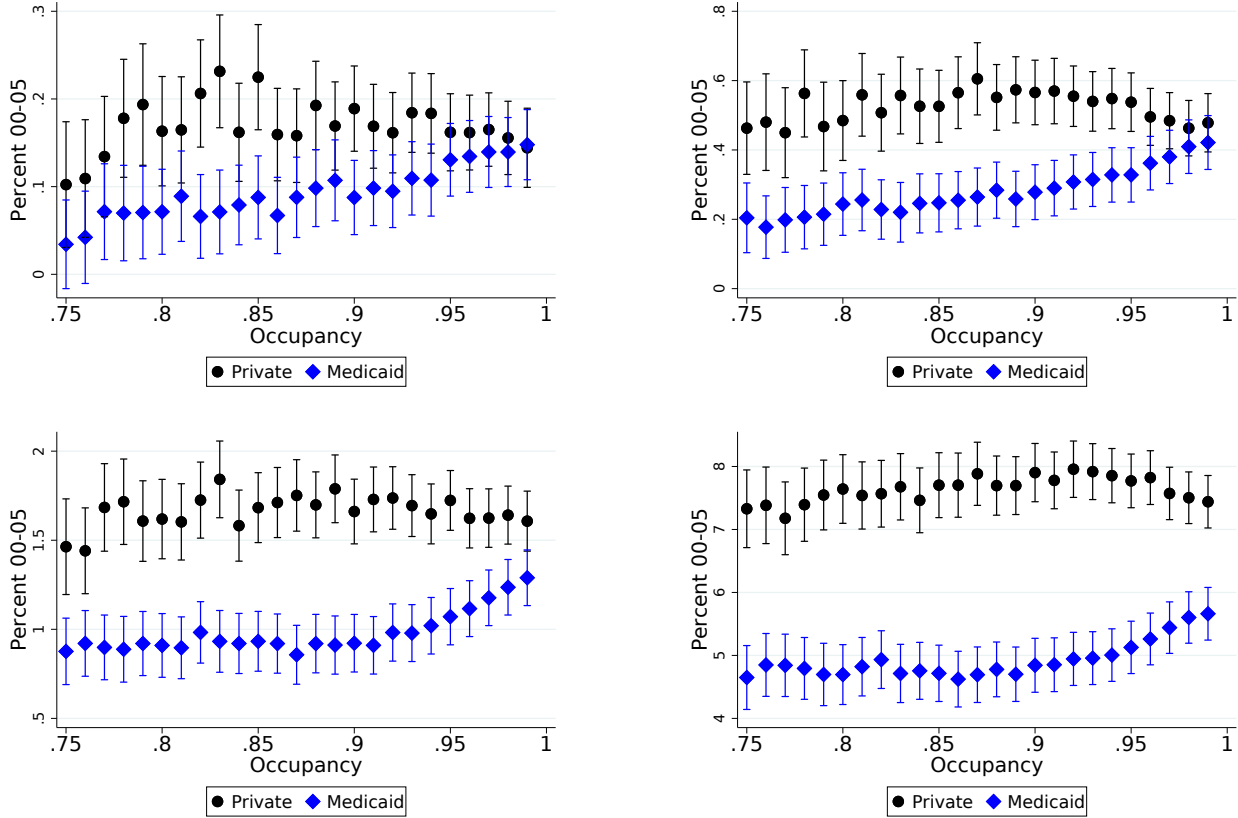 Percent 00-05
.3
.2
.1
0
.75 .8 .85 .9 .95 1
Occupancy
Private Medicaid
Percent 00-05
.8
.6
.4
.2
0
.75 .8 .85 .9 .95 1
Occupancy
Private Medicaid
Percent 00-05
2
1.5
1
.5
.75 .8 .85 .9 .95 1
Occupancy
Private Medicaid
Percent 00-05
8
7
6
5
4
.75 .8 .85 .9 .95 1
Occupancy
Private Medicaid